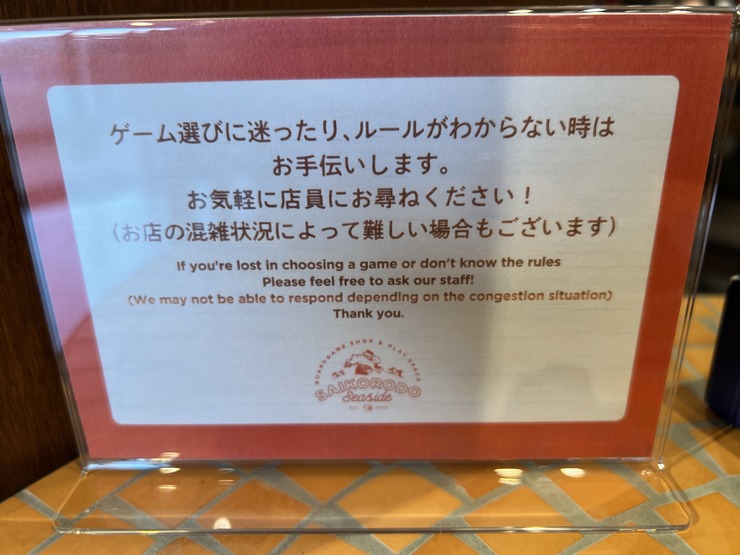 ゲーム選びに迷ったり、ルールがわからない時は
お手伝いします。
お気軽に店員にお尋ねください！
(お店の混雑状況によって難しい場合もございます)
If you're lost in choosing a game or don't know the rules
Please feel free to ask our staff!
(We may not be able to respond depending on the congestion situation)
Thank you.
BOARDGAME SHOP & PLAY SPACE
SAIKORODO
Seaside